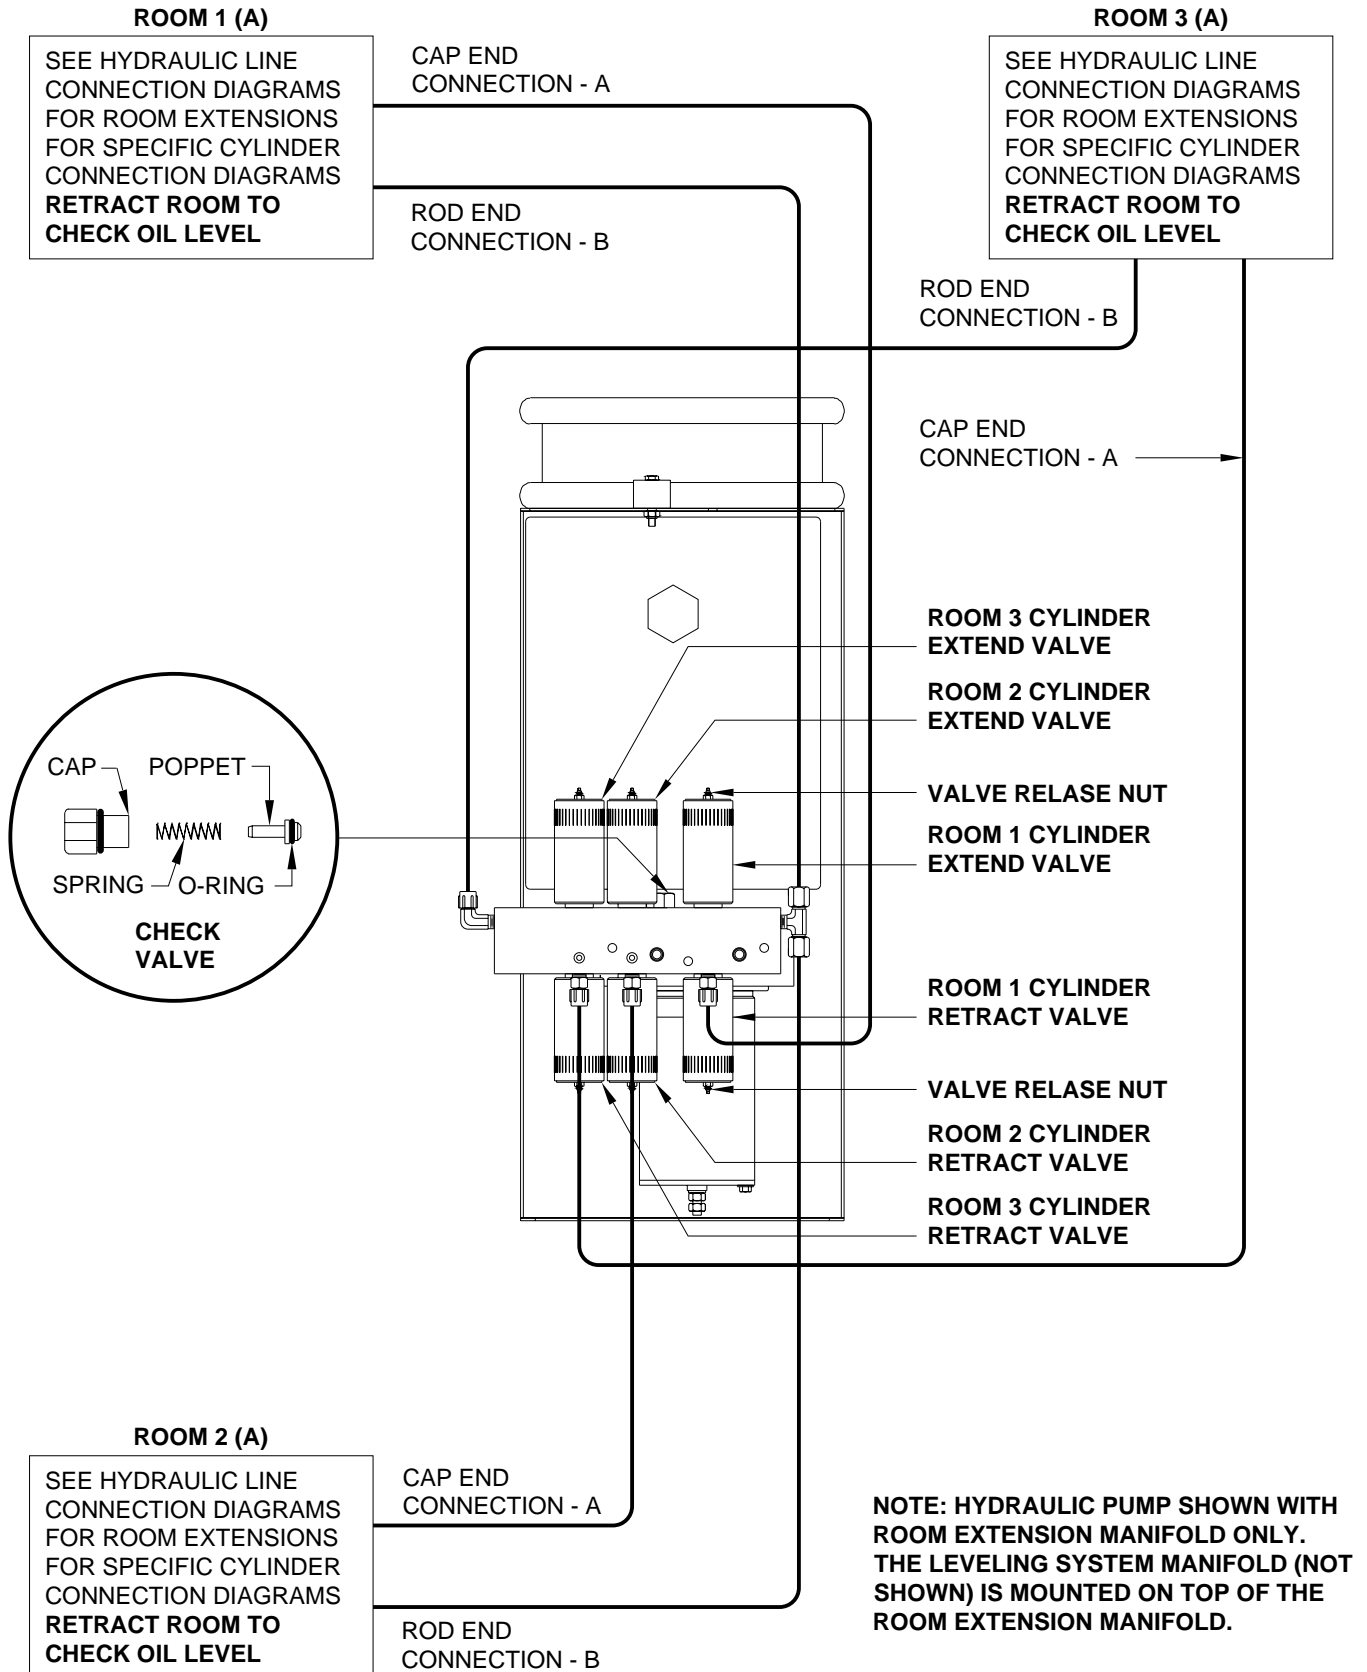 ROOM 1 (A)
SEE HYDRAULIC LINE
CONNECTION DIAGRAMS
FOR ROOM EXTENSIONS
FOR SPECIFIC CYLINDER
CONNECTION DIAGRAMS
RETRACT ROOM TO
CHECK OIL LEVEL
CAP END
CONNECTION - A
ROD END
CONNECTION - B
ROOM 3 (A)
SEE HYDRAULIC LINE
CONNECTION DIAGRAMS
FOR ROOM EXTENSIONS
FOR SPECIFIC CYLINDER
CONNECTION DIAGRAMS
RETRACT ROOM TO
CHECK OIL LEVEL
ROD END
CONNECTION - B
CAP END
CONNECTION - A
ROOM 3 CYLINDER
EXTEND VALVE
ROOM 2 CYLINDER
EXTEND VALVE
VALVE RELASE NUT
ROOM 1 CYLINDER
EXTEND VALVE
CAP
POPPET
SPRING
O-RING
CHECK
VALVE
ROOM 1 CYLINDER
RETRACT VALVE
VALVE RELASE NUT
ROOM 2 CYLINDER
RETRACT VALVE
ROOM 3 CYLINDER
RETRACT VALVE
ROOM 2 (A)
SEE HYDRAULIC LINE
CONNECTION DIAGRAMS
FOR ROOM EXTENSIONS
FOR SPECIFIC CYLINDER
CONNECTION DIAGRAMS
RETRACT ROOM TO
CHECK OIL LEVEL
CAP END
CONNECTION - A
ROD END
CONNECTION - B
NOTE: HYDRAULIC PUMP SHOWN WITH
ROOM EXTENSION MANIFOLD ONLY.
THE LEVELING SYSTEM MANIFOLD (NOT
SHOWN) IS MOUNTED ON TOP OF THE
ROOM EXTENSION MANIFOLD.